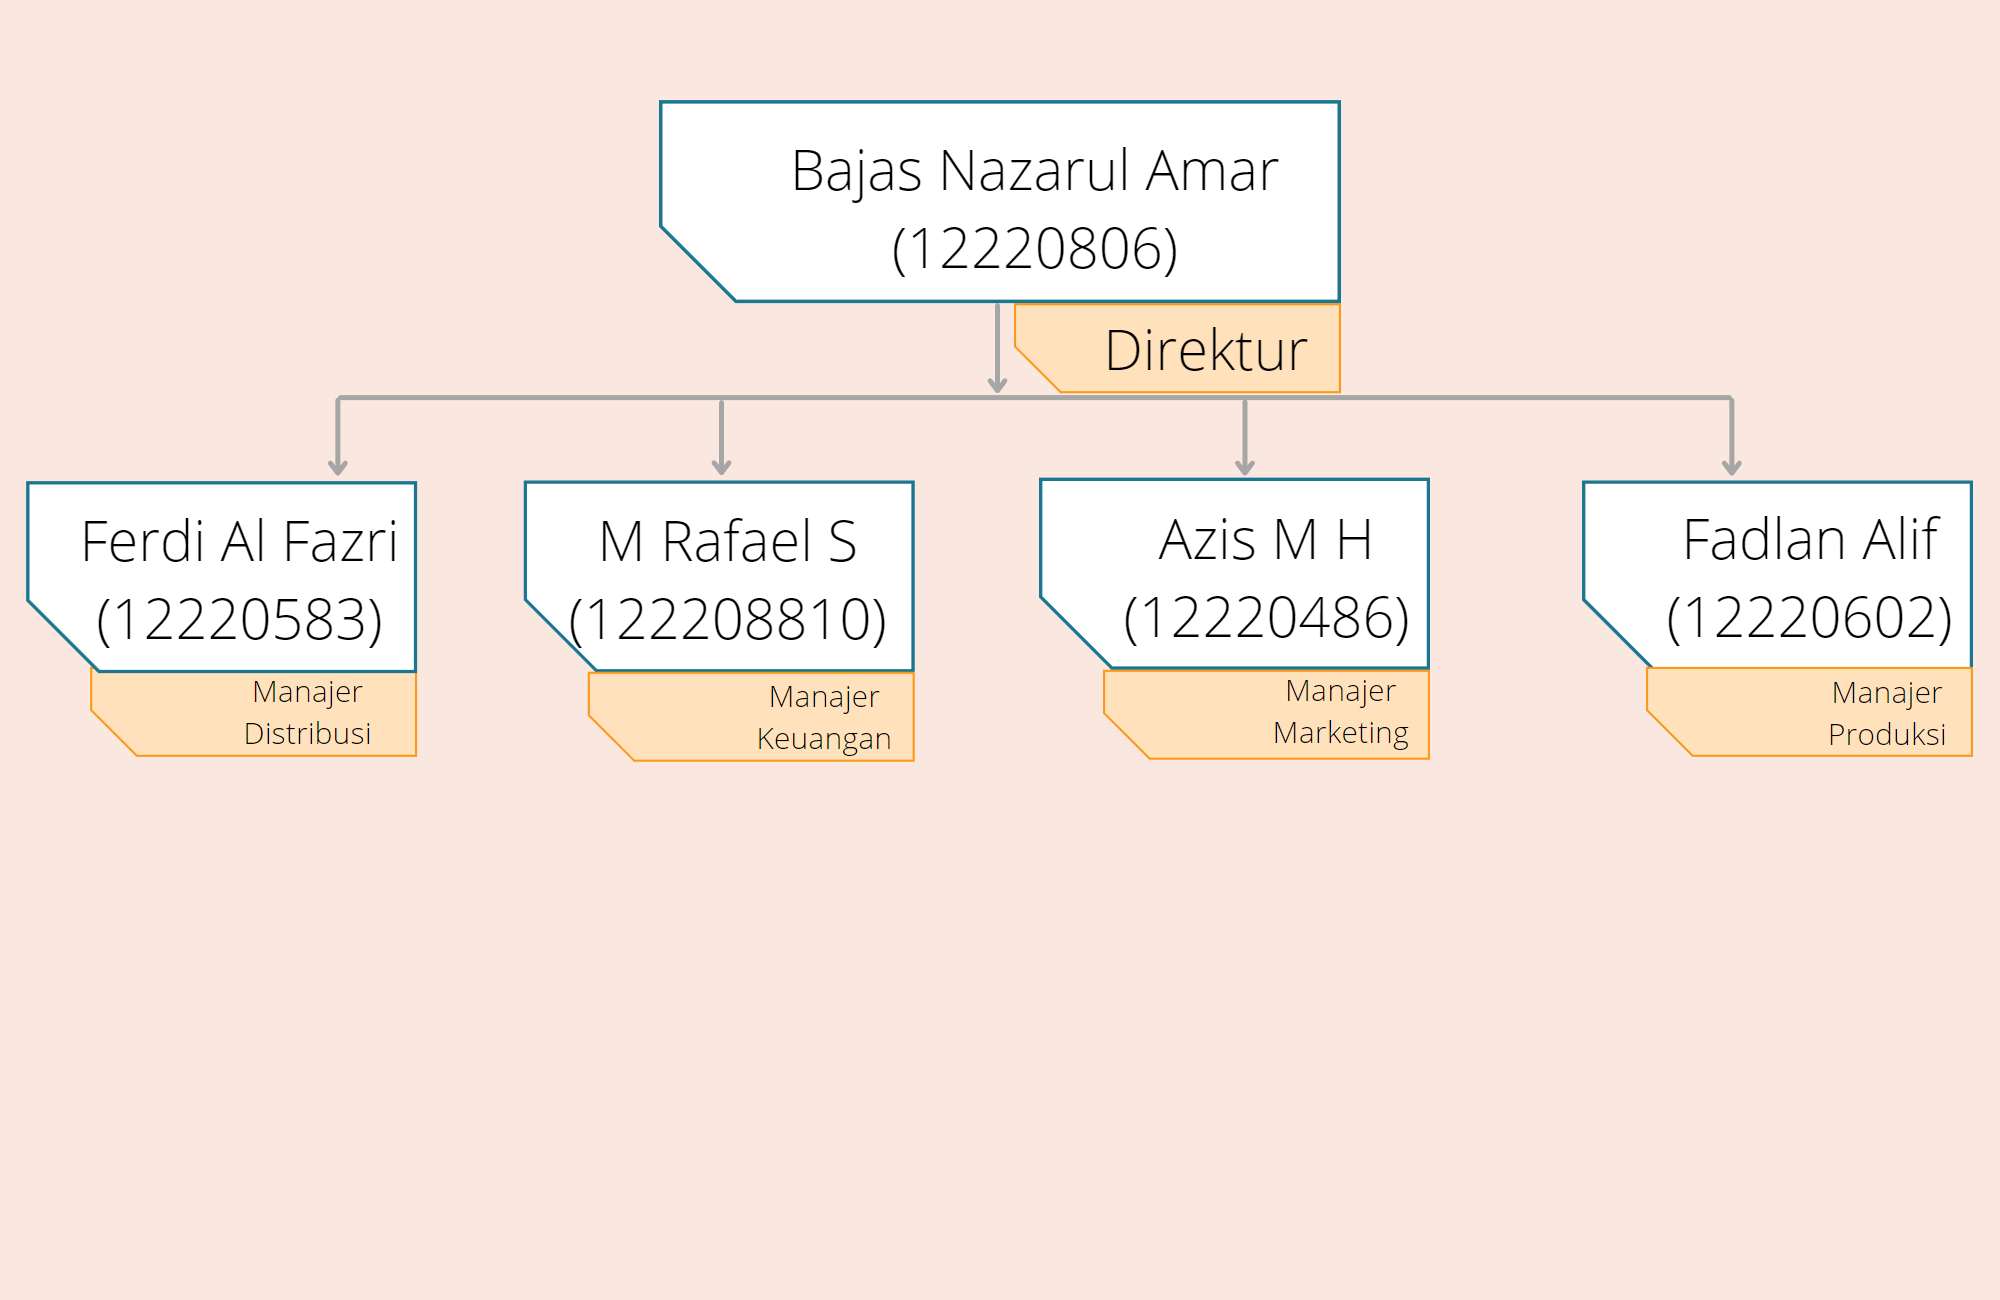 Bajas Nazarul Amar
(12220806)
Direktur
Ferdi Al Fazri
(12220583)
Manajer
Distribusi
M Rafael S
(122208810)
Manajer
Keuangan
Azis M H
(12220486)
Manajer
Marketing
Fadlan Alif
(12220602)
Manajer
Produksi